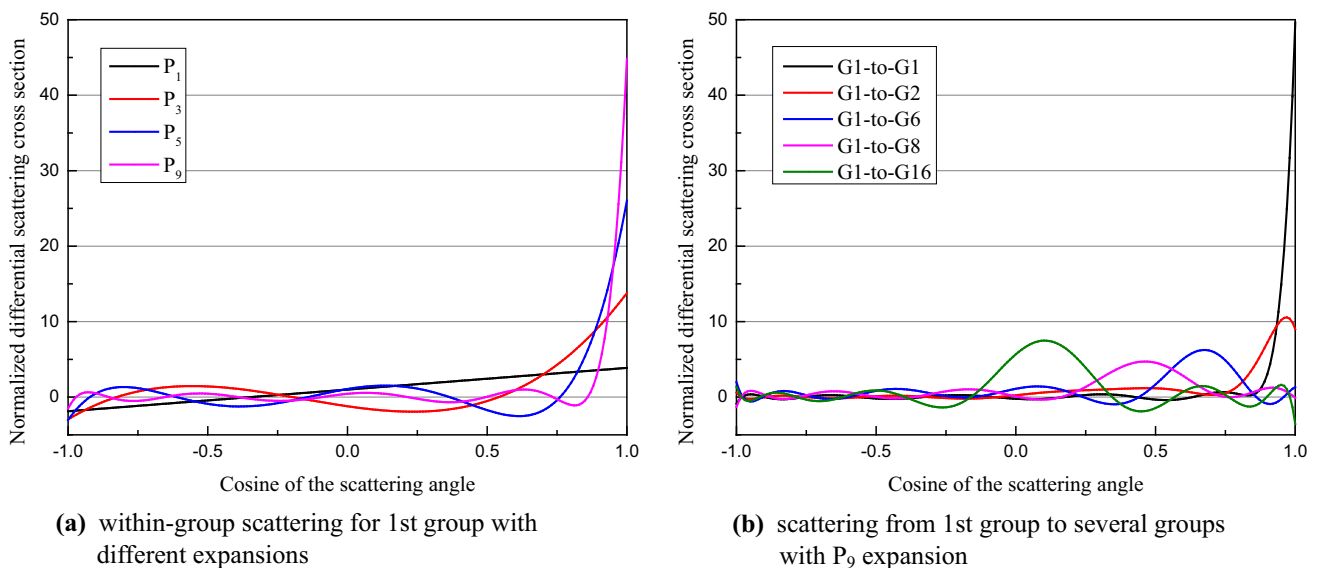 Normalized differential scattering cross section
50
40
30
20
10
0
P1
P3
P5
P9
-1.0 -0.5 0.0 0.5 1.0
Cosine of the scattering angle
(a) within-group scattering for 1st group with
different expansions
Normalized differential scattering cross section
50
40
30
20
10
0
G1-to-G1
G1-to-G2
G1-to-G6
G1-to-G8
G1-to-G16
-1.0 -0.5 0.0 0.5 1.0
Cosine of the scattering angle
(b) scattering from 1st group to several groups
with P9 expansion